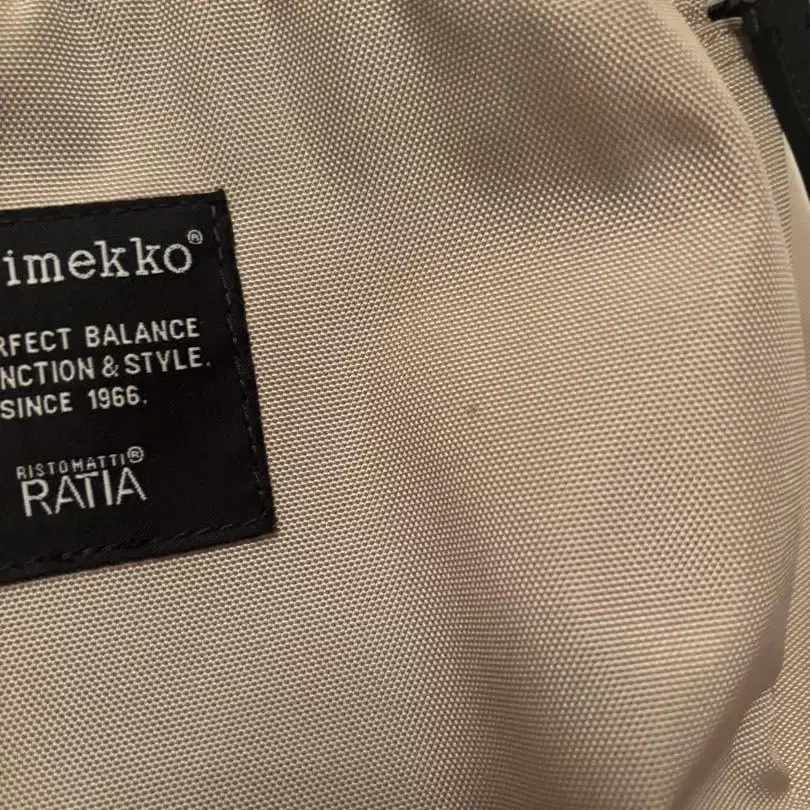 imekko®
RFECT BALANCE
NCTION & STYLE.
SINCE 1966.
RISTOMATTI®
RATIA